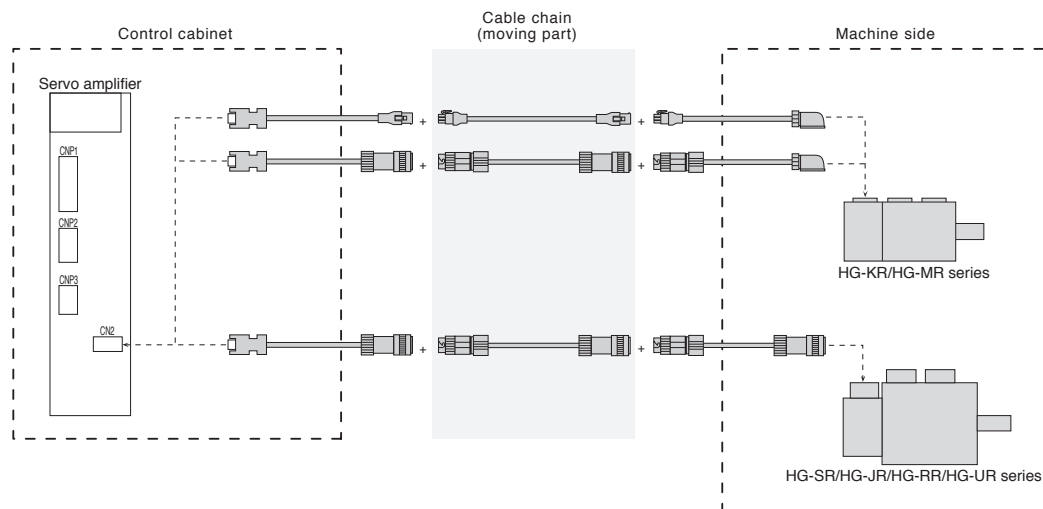 Cable chain
(moving part)
Control cabinet
Machine side
Servo amplifier
CNP1
CNP2
CNP3
CN2
+
+
+
+
+
+
HG-KR/HG-MR series
HG-SR/HG-JR/HG-RR/HG-UR series